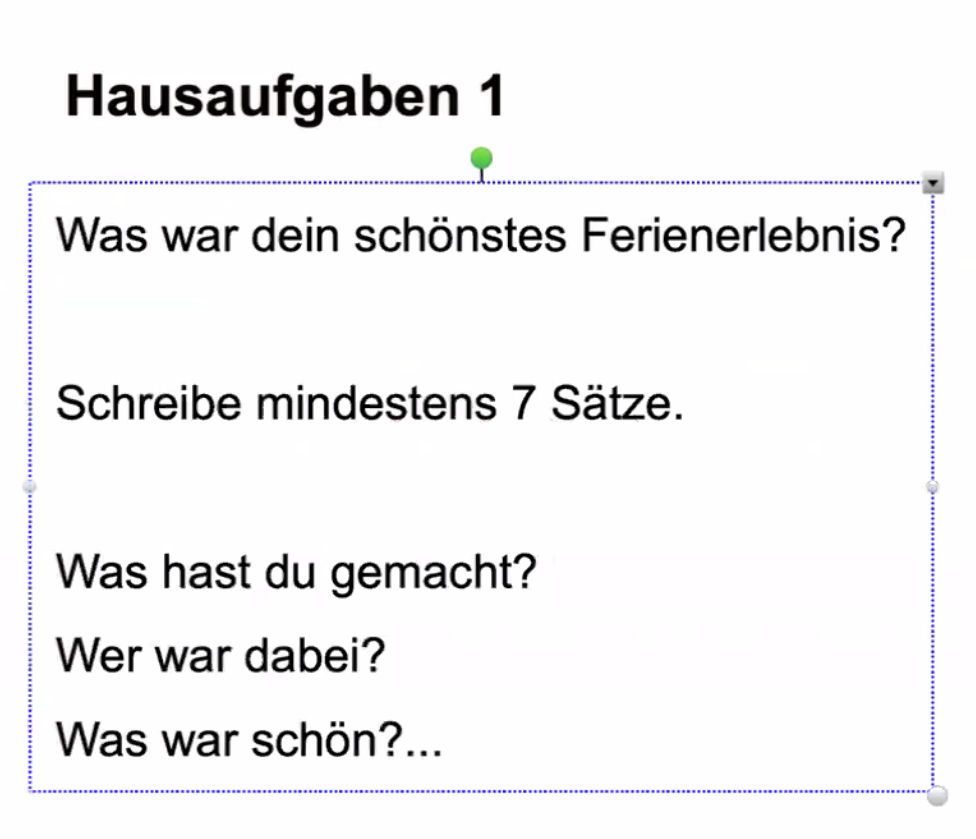 Hausaufgaben 1
Was war dein schönstes Ferienerlebnis?
Schreibe mindestens 7 Sätze.
Was hast du gemacht?
Wer war dabei?
Was war schön?...